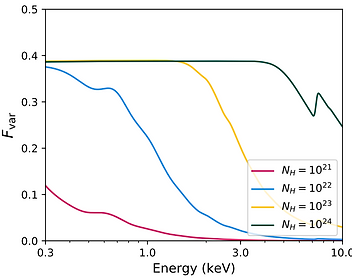 0.5
0.4
0.3
0.2
0.1
0.0
F_var
0.3
1.0
3.0
10.0
Energy (keV)
N_H = 10^21
N_H = 10^22
N_H = 10^23
N_H = 10^24